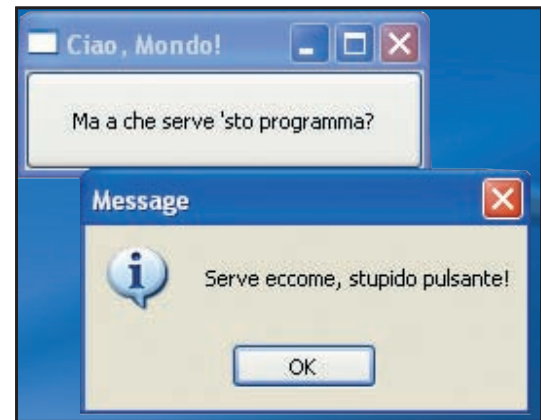 Ciao, Mondo!
Ma a che serve 'sto programma?
Message
Serve eccome, stupido pulsante!
OK